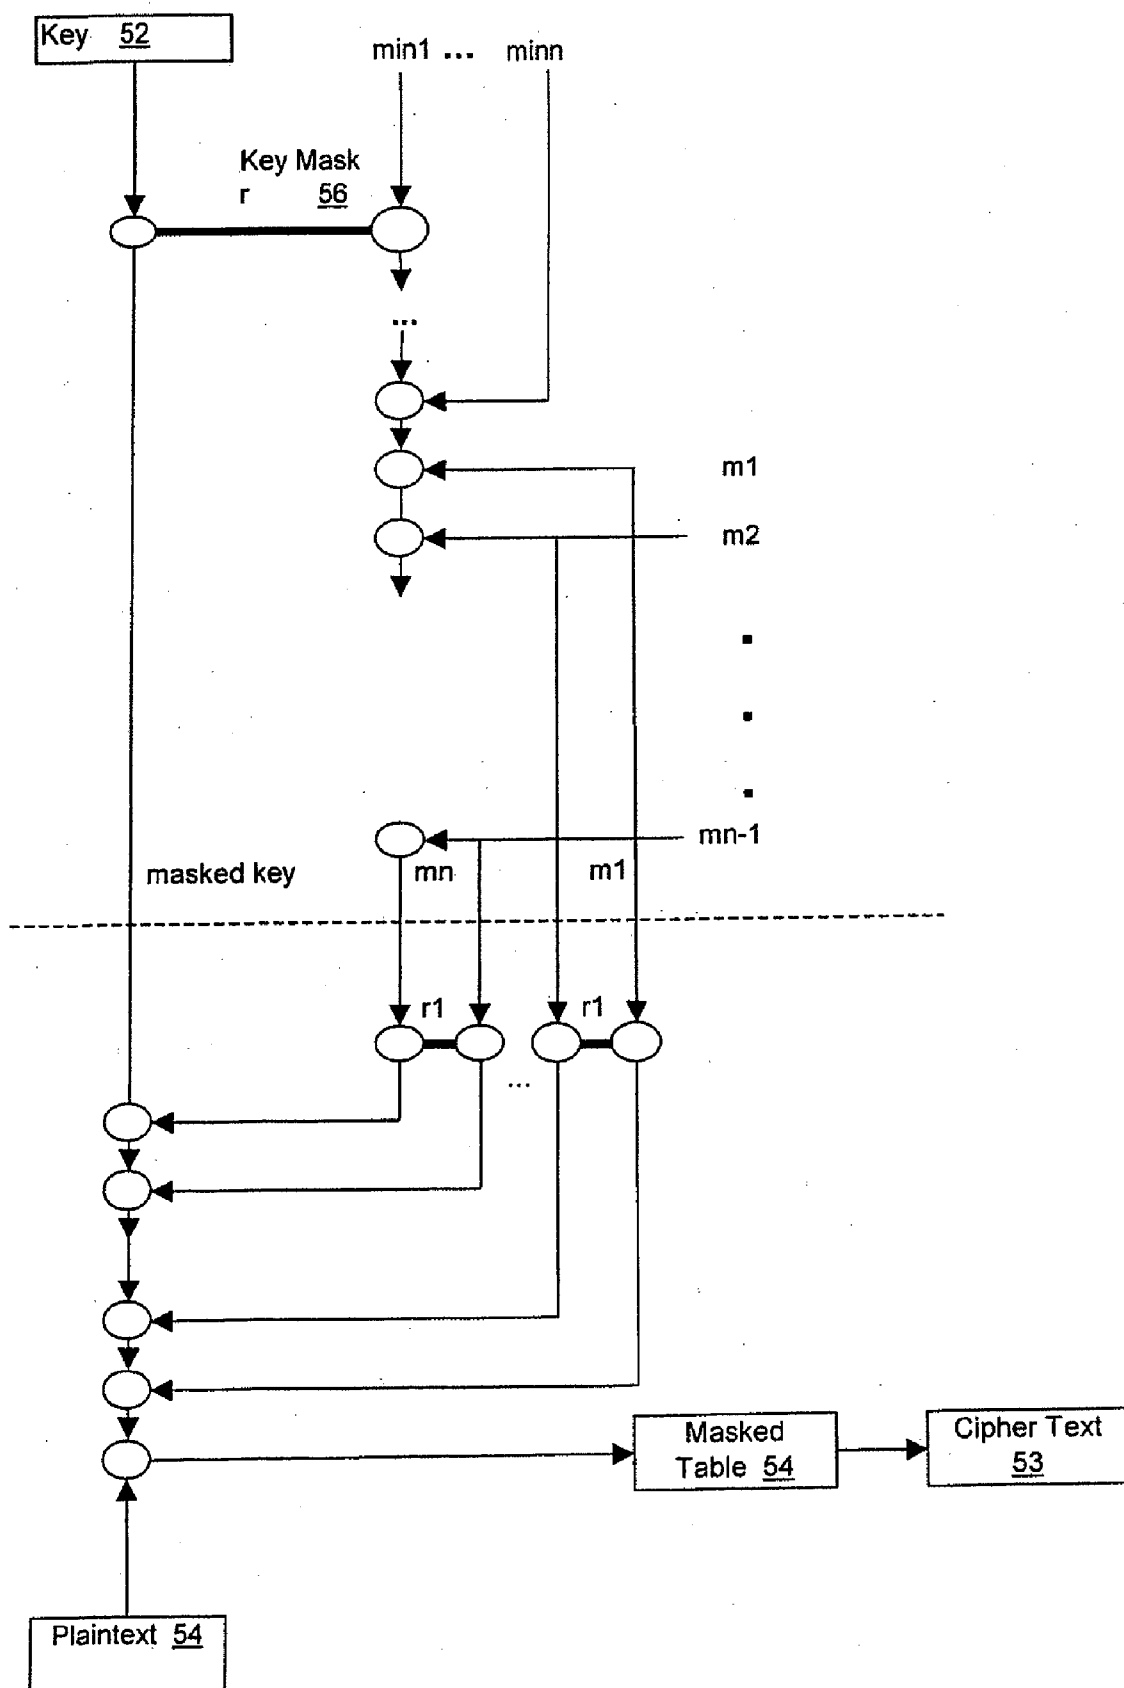 Key 52
min1 ... minn
Key Mask
r 56
...
m1
m2
mn-1
mn
m1
masked key
r1
r1
...
Masked
Table 54
Cipher Text
53
Plaintext 54